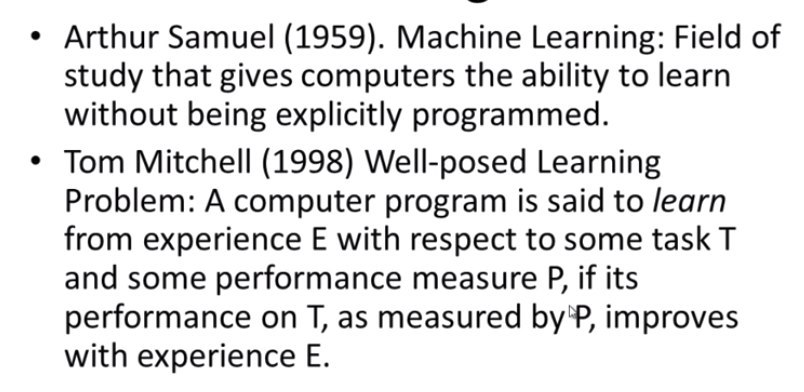 • Arthur Samuel (1959). Machine Learning: Field of
study that gives computers the ability to learn
without being explicitly programmed.
• Tom Mitchell (1998) Well-posed Learning
Problem: A computer program is said to learn
from experience E with respect to some task T
and some performance measure P, if its
performance on T, as measured by P, improves
with experience E.